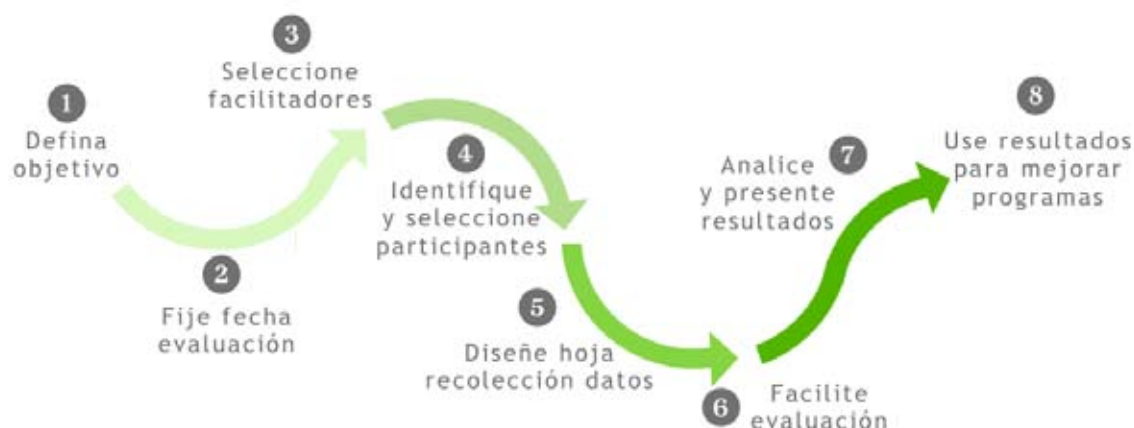 1
Defina
objetivo
2
Fije fecha
evaluación
3
Seleccione
facilitadores
4
Identifique
y seleccione
participantes
5
Diseñe hoja
recolección datos
6
Facilite
evaluación
7
Analice
y presente
resultados
8
Use resultados
para mejorar
programas